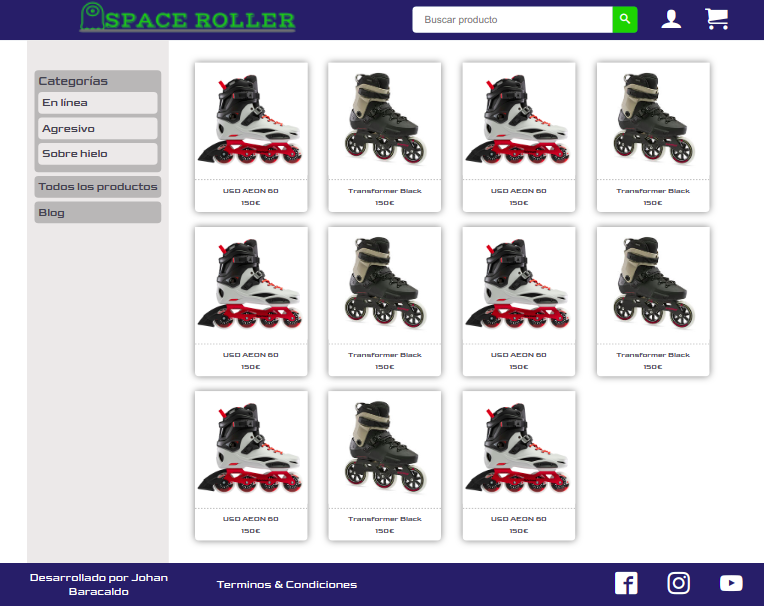 SPACE ROLLER
Buscar producto
Categorías
En línea
Agresivo
Sobre hielo
Todos los productos
Blog
USD AEON 60
150€
Transformer Black
150€
USD AEON 60
150€
Transformer Black
150€
USD AEON 60
150€
Transformer Black
150€
USD AEON 60
150€
Transformer Black
150€
USD AEON 60
150€
Transformer Black
150€
USD AEON 60
150€
Desarrollado por Johan
Baracaldo
Terminos & Condiciones